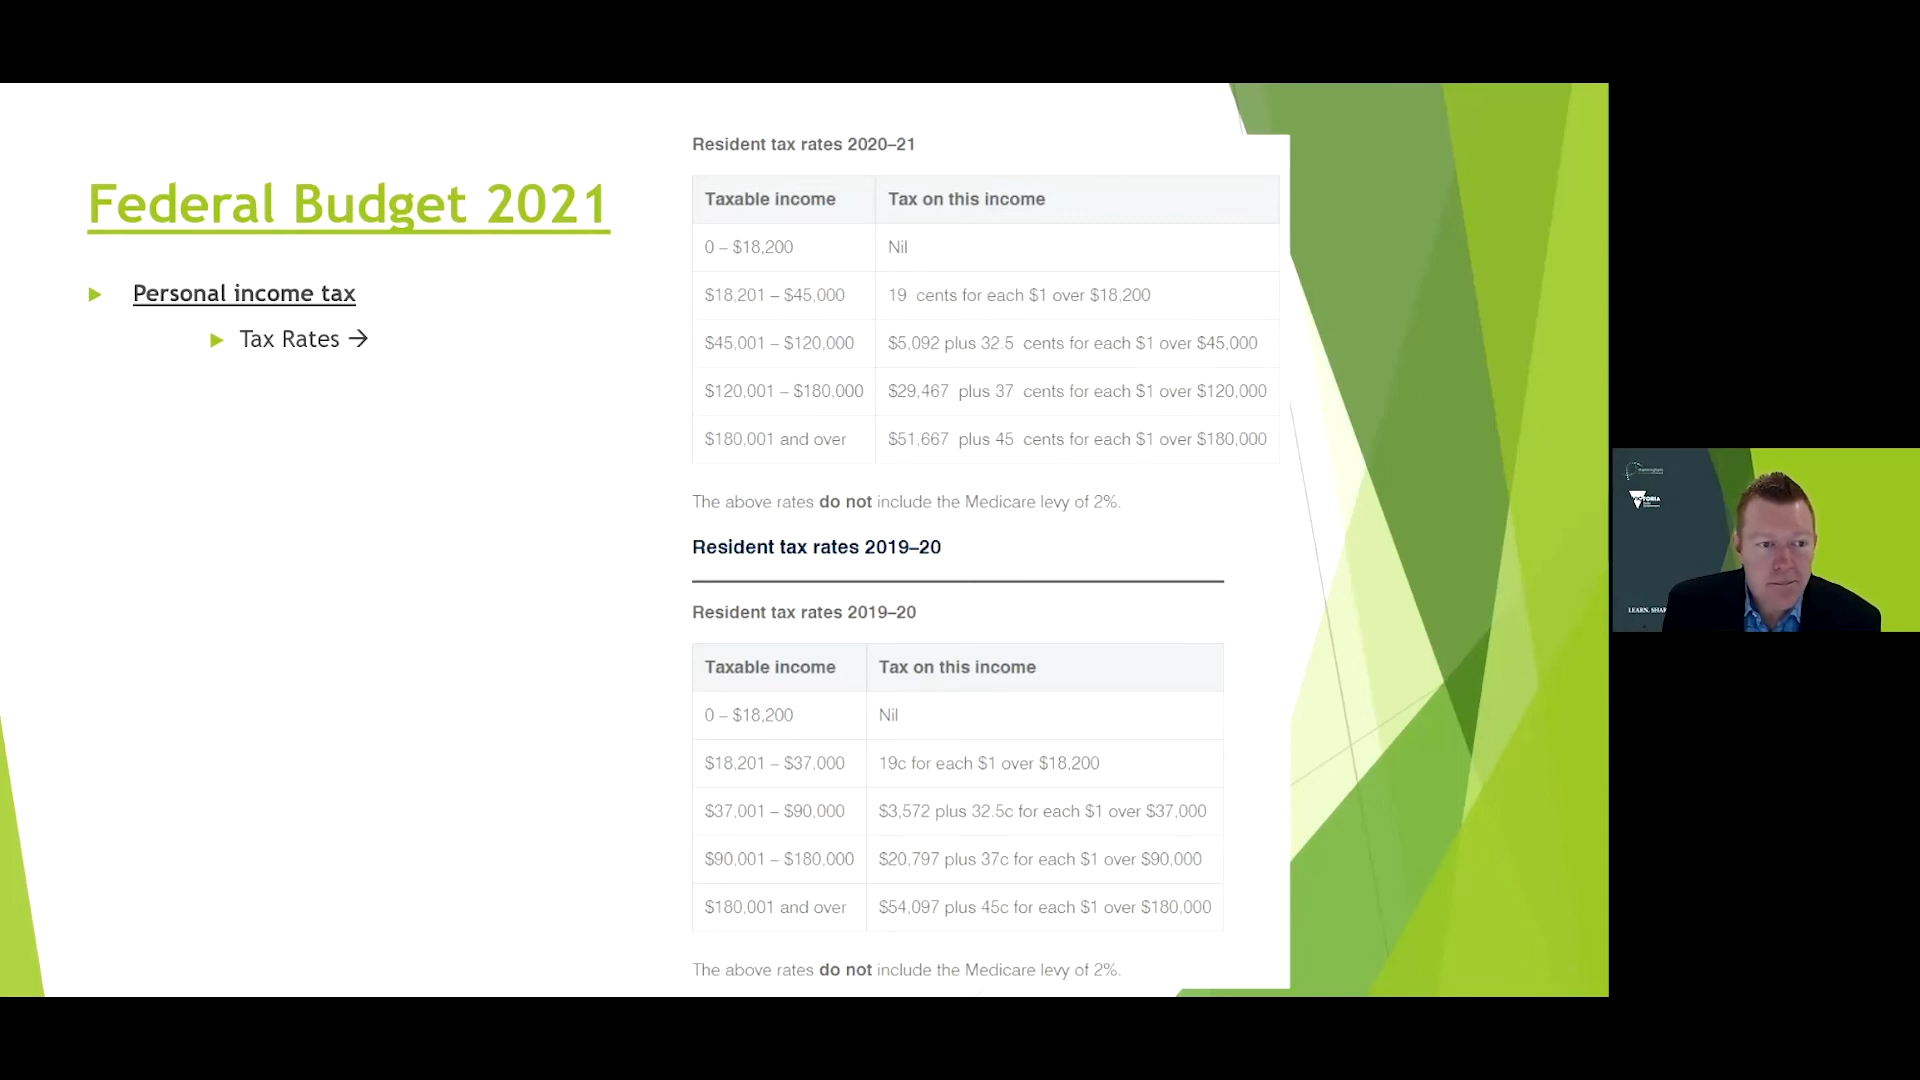 Federal Budget 2021
Personal income tax
Tax Rates →
Resident tax rates 2020–21
Taxable income Tax on this income
0 – $18,200 Nil
$18,201 – $45,000 19 cents for each $1 over $18,200
$45,001 – $120,000 $5,092 plus 32.5 cents for each $1 over $45,000
$120,001 – $180,000 $29,467 plus 37 cents for each $1 over $120,000
$180,001 and over $51,667 plus 45 cents for each $1 over $180,000
The above rates do not include the Medicare levy of 2%.
Resident tax rates 2019–20
Resident tax rates 2019–20
Taxable income Tax on this income
0 – $18,200 Nil
$18,201 – $37,000 19c for each $1 over $18,200
$37,001 – $90,000 $3,572 plus 32.5c for each $1 over $37,000
$90,001 – $180,000 $20,797 plus 37c for each $1 over $90,000
$180,001 and over $54,097 plus 45c for each $1 over $180,000
The above rates do not include the Medicare levy of 2%.
LEARN. SHAR